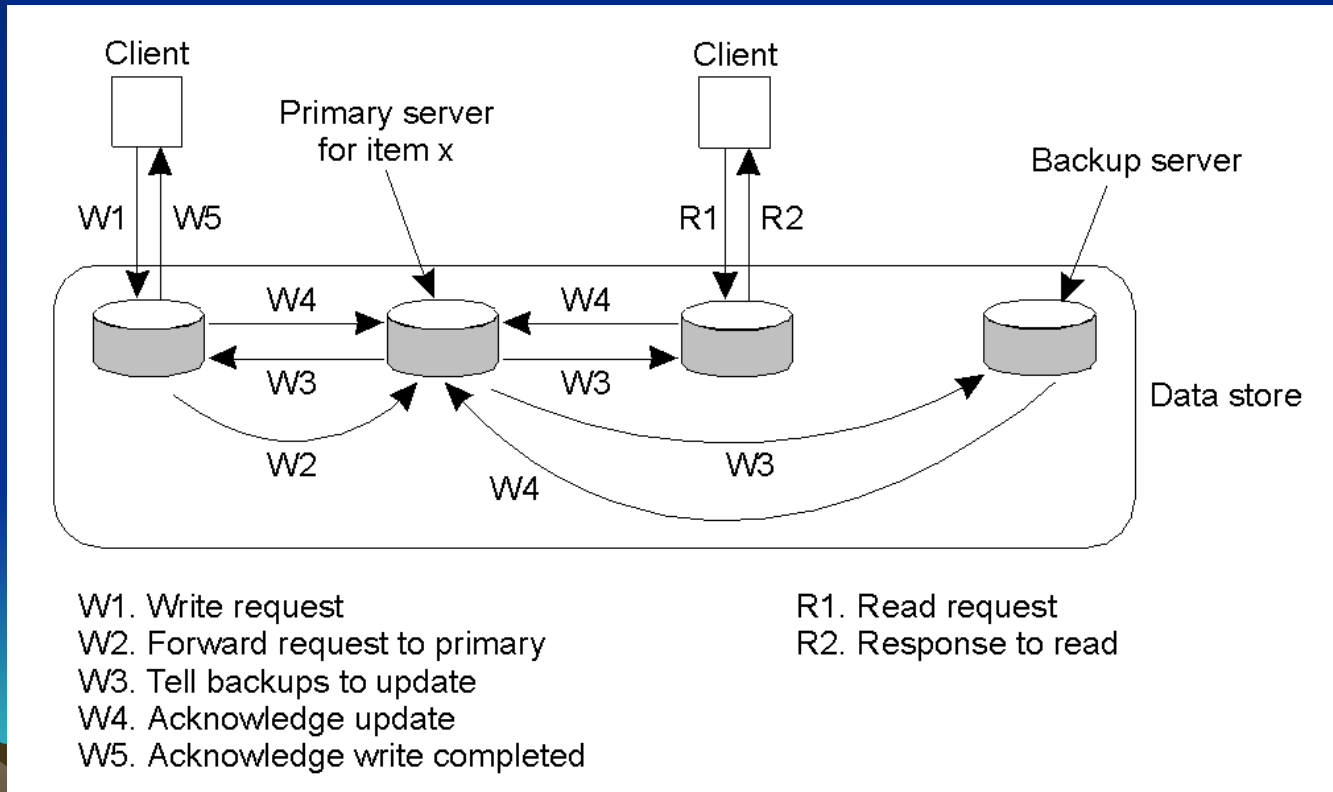 Client
Client
Primary server
for item x
Backup server
W1
W5
R1
R2
W4
W4
W3
W3
Data store
W2
W3
W4
W1. Write request
W2. Forward request to primary
W3. Tell backups to update
W4. Acknowledge update
W5. Acknowledge write completed
R1. Read request
R2. Response to read